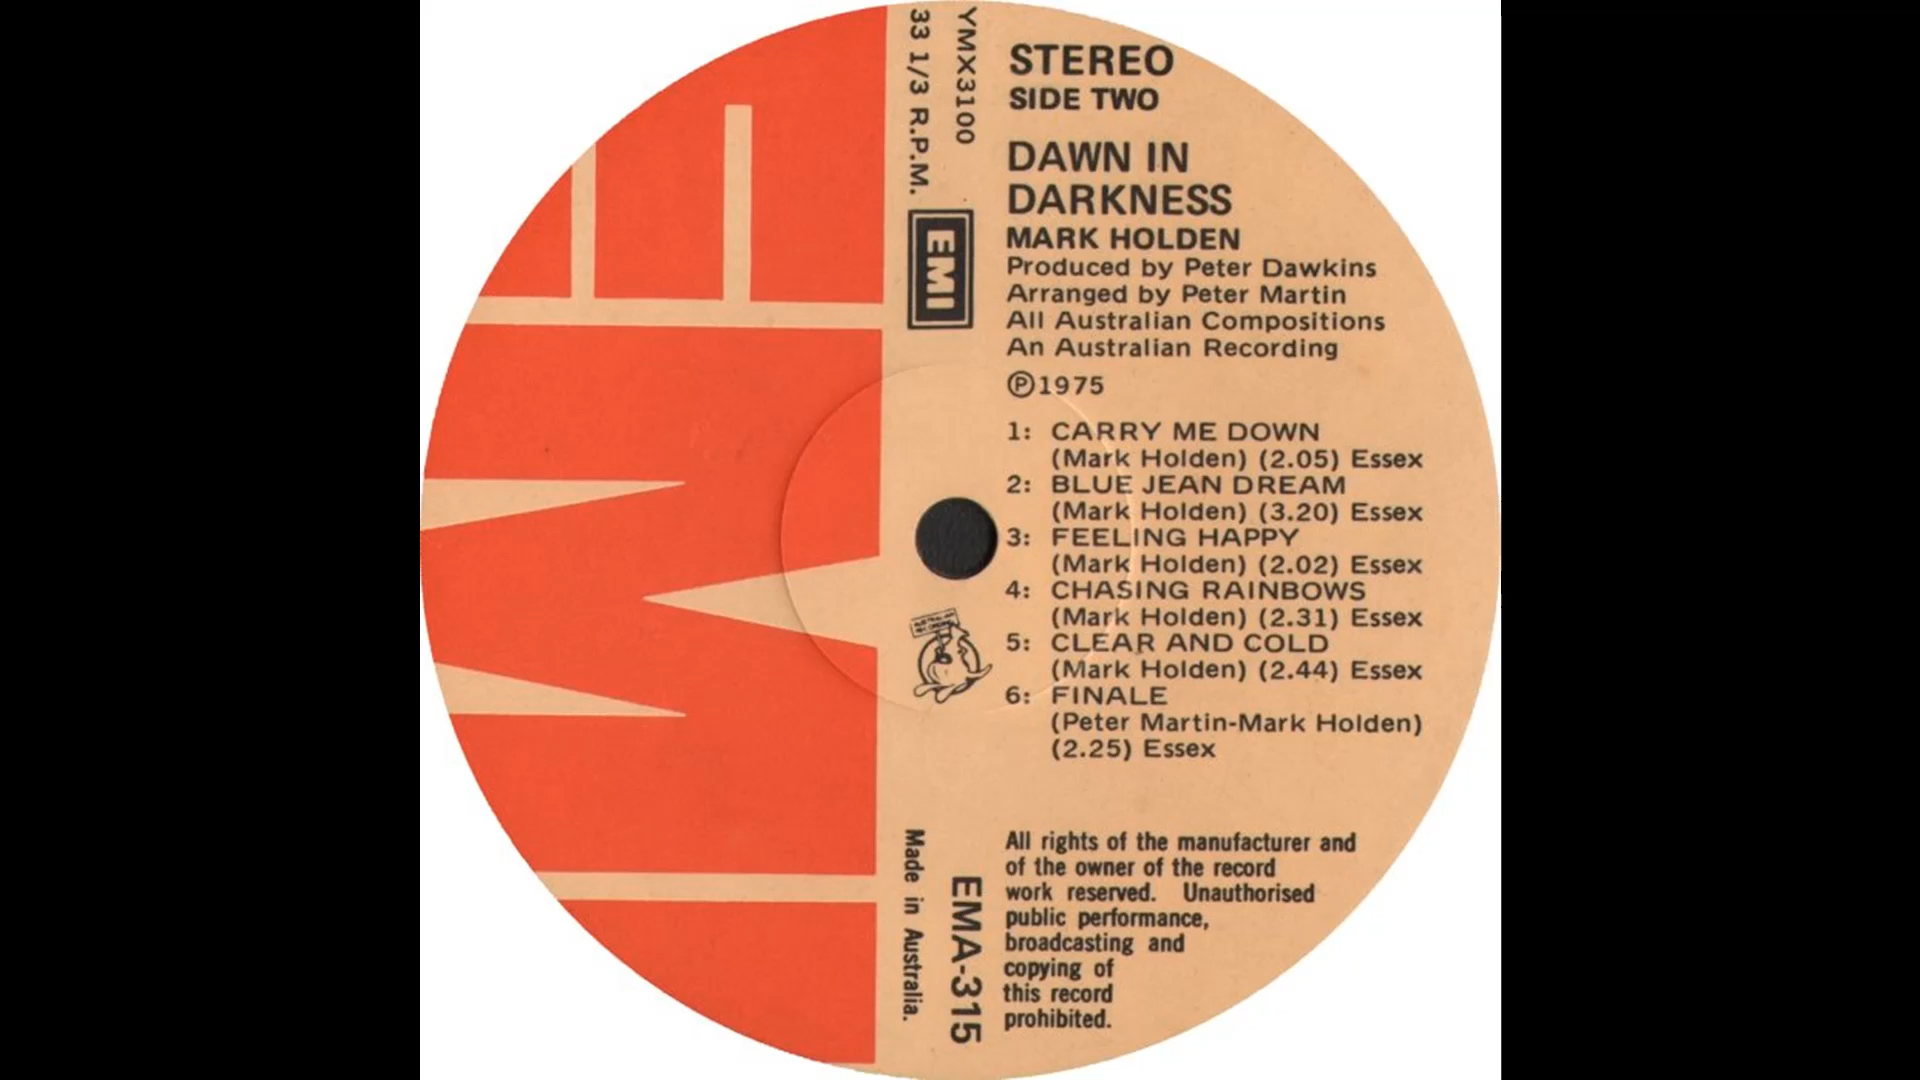 YMX3100
33 1/3 R.P.M.
EMI
STEREO
SIDE TWO
DAWN IN
DARKNESS
MARK HOLDEN
Produced by Peter Dawkins
Arranged by Peter Martin
All Australian Compositions
An Australian Recording
Ⓟ1975
1: CARRY ME DOWN
(Mark Holden) (2.05) Essex
2: BLUE JEAN DREAM
(Mark Holden) (3.20) Essex
3: FEELING HAPPY
(Mark Holden) (2.02) Essex
4: CHASING RAINBOWS
(Mark Holden) (2.31) Essex
5: CLEAR AND COLD
(Mark Holden) (2.44) Essex
6: FINALE
(Peter Martin-Mark Holden)
(2.25) Essex
All rights of the manufacturer and
of the owner of the record
work reserved. Unauthorised
public performance,
broadcasting and
copying of
this record
prohibited.
EMA-315
Made in Australia.